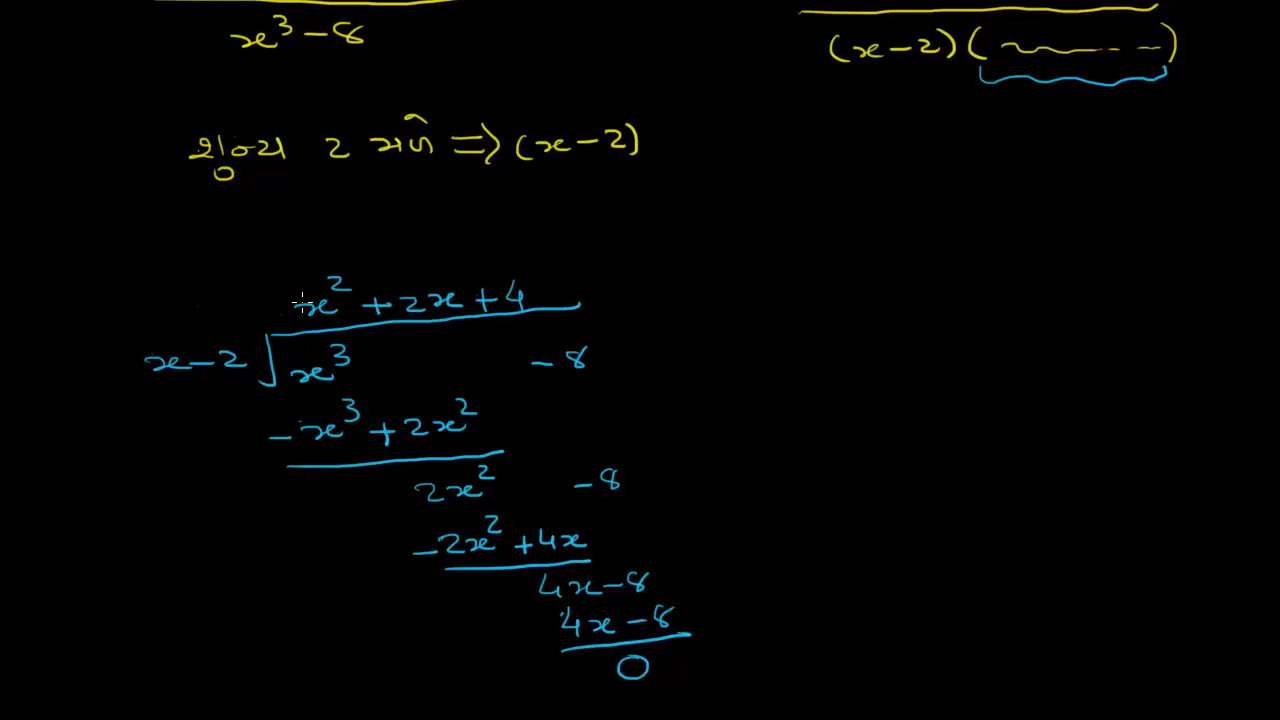 x³ − 8
(x − 2) (
શૂન્ય 2 ⇒ (x − 2)
x² + 2x + 4
x − 2 x³ − 8
− x³ + 2x²
2x² − 8
− 2x² + 4x
4x − 8
4x − 8
0